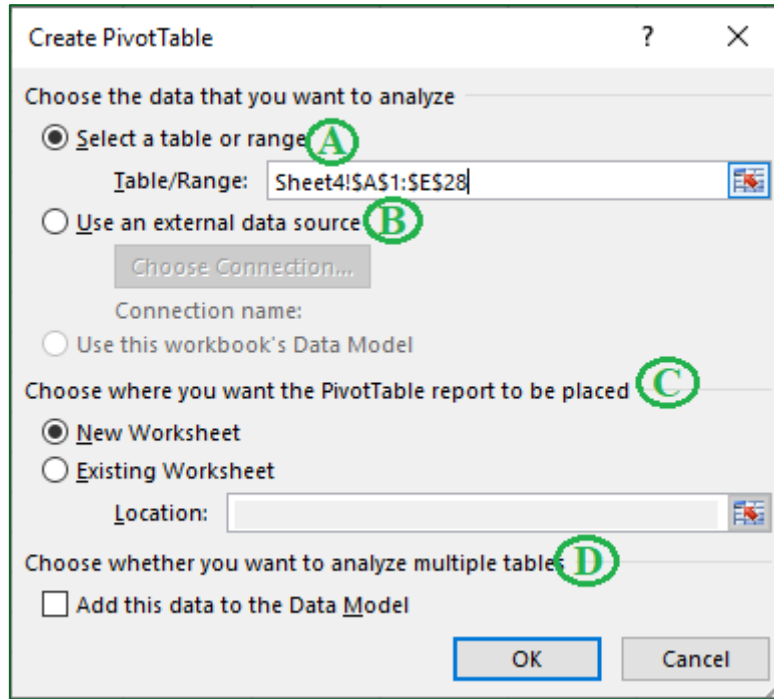 Create PivotTable ? ×
Choose the data that you want to analyze
Select a table or range A
Table/Range: Sheet4!$A$1:$E$28
Use an external data source B
Choose Connection...
Connection name:
Use this workbook's Data Model
Choose where you want the PivotTable report to be placed C
New Worksheet
Existing Worksheet
Location:
Choose whether you want to analyze multiple tables D
Add this data to the Data Model
OK Cancel